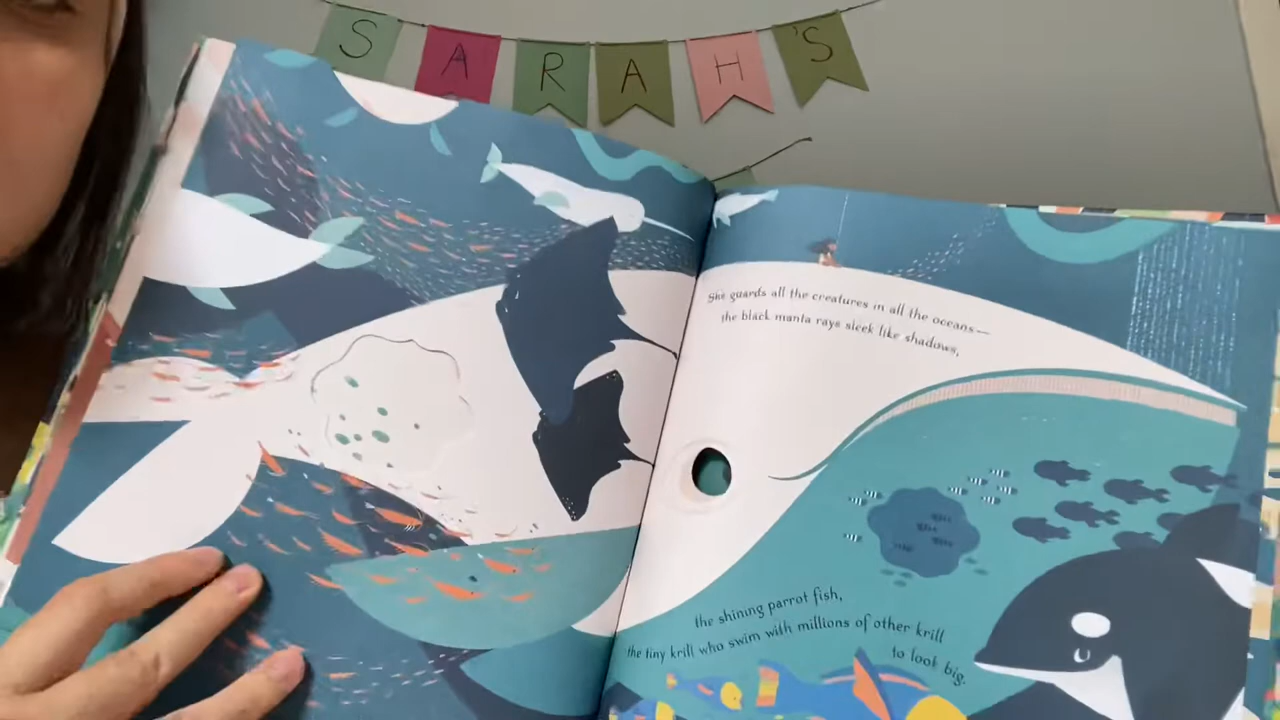 SARAH'S
She guards all the creatures in all the oceans—
the black manta rays sleek like shadows,
the shining parrot fish,
the tiny krill who swim with millions of other krill
to look big.